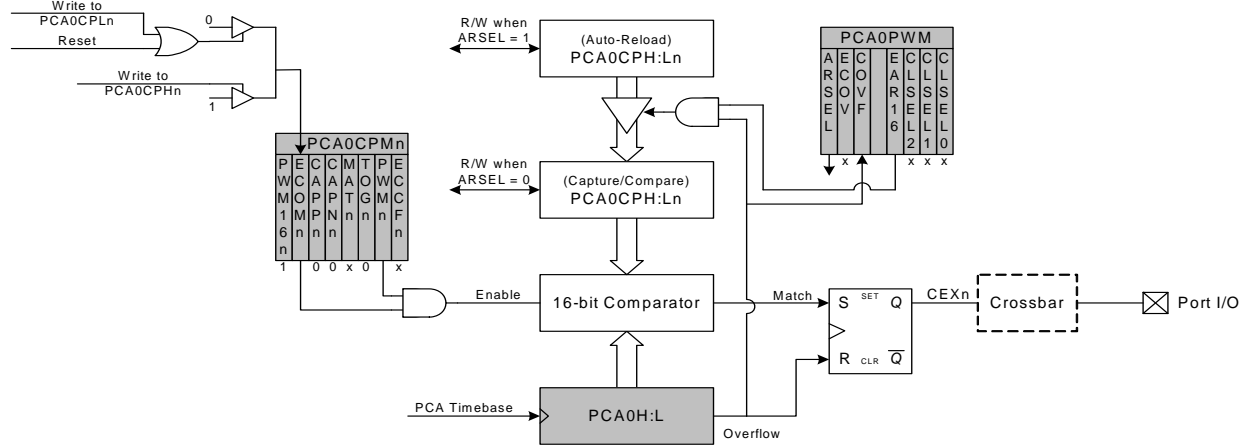 Write to
PCA0CPLn
Reset
0
Write to
PCA0CPHn
1
R/W when
ARSEL = 1
(Auto-Reload)
PCA0CPH:Ln
PCA0PWM
ARSEL
ECOV
COVF
EAR16
CLSEL2
CLSEL1
CLSEL0
x
x
x
x
PCA0CPMn
PWM16n
ECOMn
CAPPn
CAPNn
MATn
TOGn
PWMn
ECCFn
1
0
0
x
0
x
R/W when
ARSEL = 0
(Capture/Compare)
PCA0CPH:Ln
Enable
16-bit Comparator
Match
S
SET
Q
R
CLR
Q
CEXn
Crossbar
Port I/O
PCA Timebase
PCA0H:L
Overflow